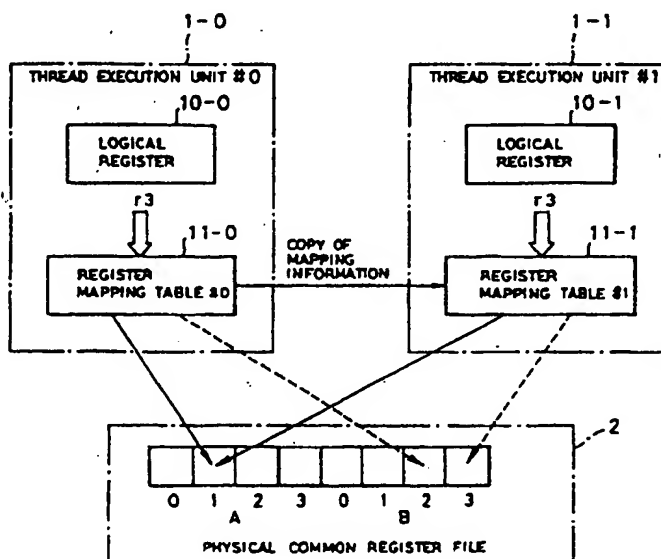 1-0
1-1
THREAD EXECUTION UNIT #0
THREAD EXECUTION UNIT #1
10-0
10-1
LOGICAL
REGISTER
LOGICAL
REGISTER
r3
r3
11-0
11-1
COPY OF
MAPPING
INFORMATION
REGISTER
MAPPING TABLE #0
REGISTER
MAPPING TABLE #1
2
0 1 2 3 0 1 2 3
A B
PHYSICAL COMMON REGISTER FILE